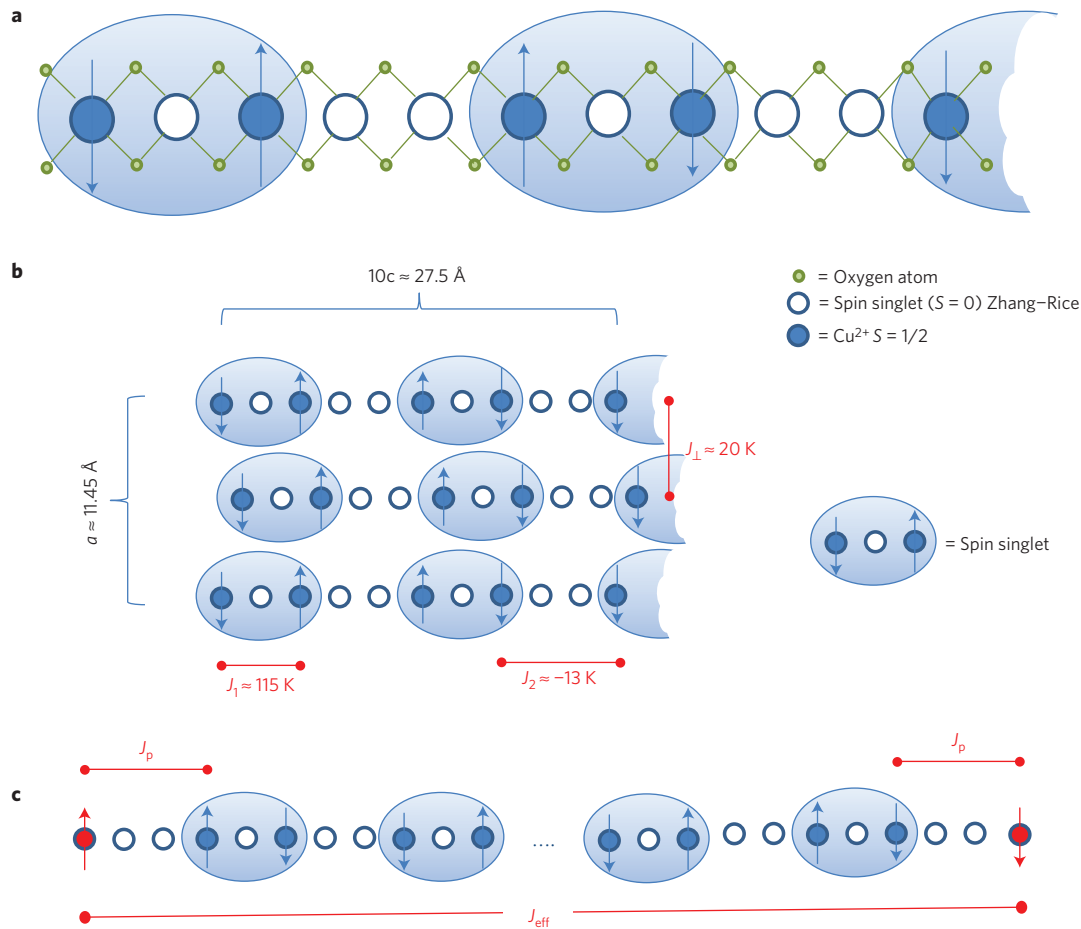 a
b
10c ≈ 27.5 Å
= Oxygen atom
= Spin singlet (S = 0) Zhang–Rice
= Cu²⁺ S = 1/2
a ≈ 11.45 Å
J⊥ ≈ 20 K
= Spin singlet
J₁ ≈ 115 K
J₂ ≈ −13 K
Jp
Jp
c
....
Jeff